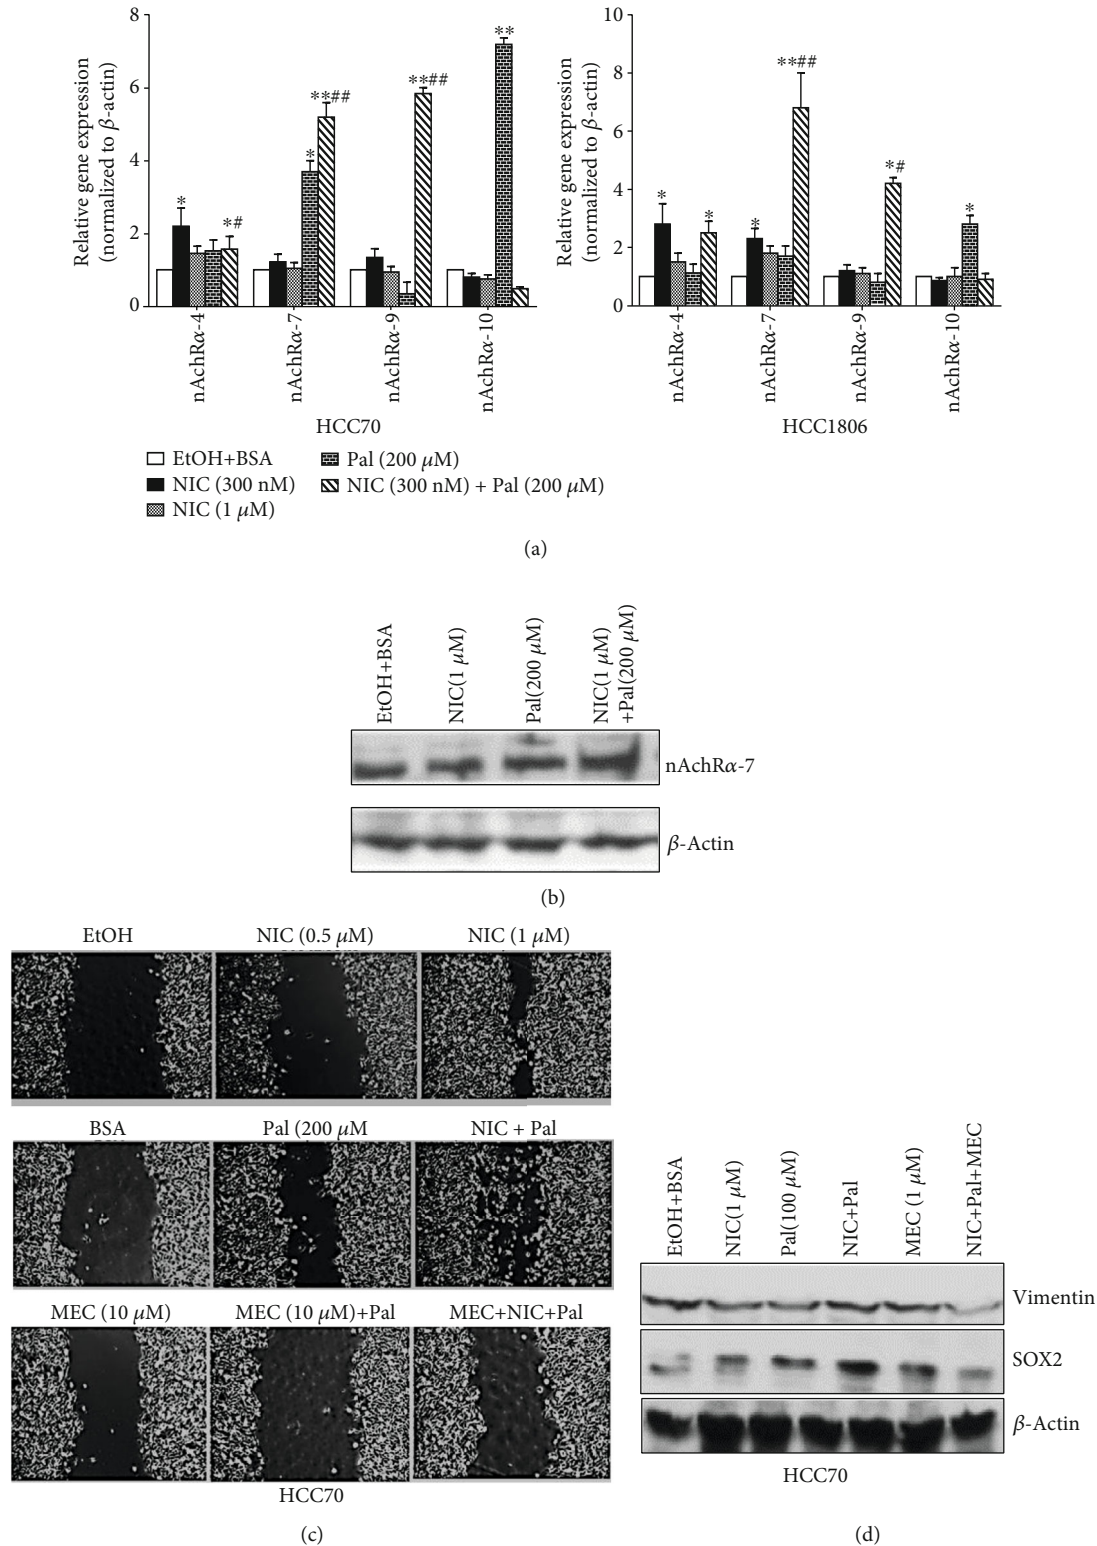 8
6
4
2
0
Relative gene expression
(normalized to β-actin)
*
*#
*
**##
**##
**
nAchRα-4
nAchRα-7
nAchRα-9
nAchRα-10
HCC70
10
8
6
4
2
0
Relative gene expression
(normalized to β-actin)
*
*
*
**##
*#
*
nAchRα-4
nAchRα-7
nAchRα-9
nAchRα-10
HCC1806
EtOH+BSA
NIC (300 nM)
NIC (1 μM)
Pal (200 μM)
NIC (300 nM) + Pal (200 μM)
(a)
EtOH+BSA
NIC(1 μM)
Pal(200 μM)
NIC(1 μM)
+Pal(200 μM)
nAchRα-7
β-Actin
(b)
EtOH
NIC (0.5 μM)
NIC (1 μM)
BSA
Pal (200 μM
NIC + Pal
MEC (10 μM)
MEC (10 μM)+Pal
MEC+NIC+Pal
HCC70
(c)
EtOH+BSA
NIC(1 μM)
Pal(100 μM)
NIC+Pal
MEC (1 μM)
NIC+Pal+MEC
Vimentin
SOX2
β-Actin
HCC70
(d)